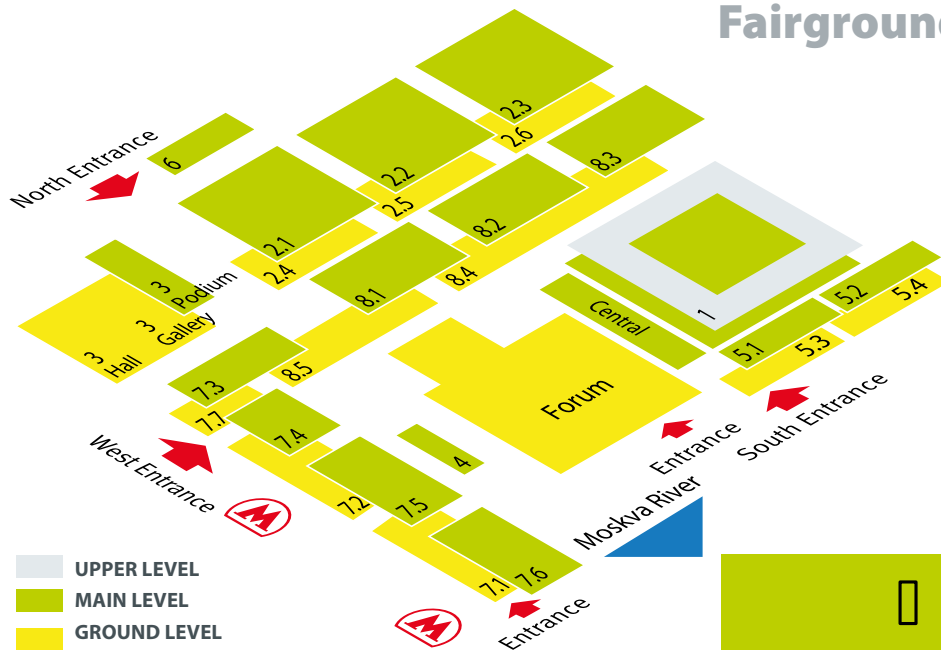 Fairground
North Entrance
6
2.3
2.6
2.2
2.5
8.3
2.1
2.4
8.2
8.4
3
Podium
3
Gallery
3
Hall
8.1
8.5
1
Central
5.2
5.4
5.1
5.3
7.3
7.7
Forum
7.4
4
West Entrance
Entrance
South Entrance
7.2
7.5
M
Moskva River
7.1
7.6
Entrance
M
UPPER LEVEL
MAIN LEVEL
GROUND LEVEL